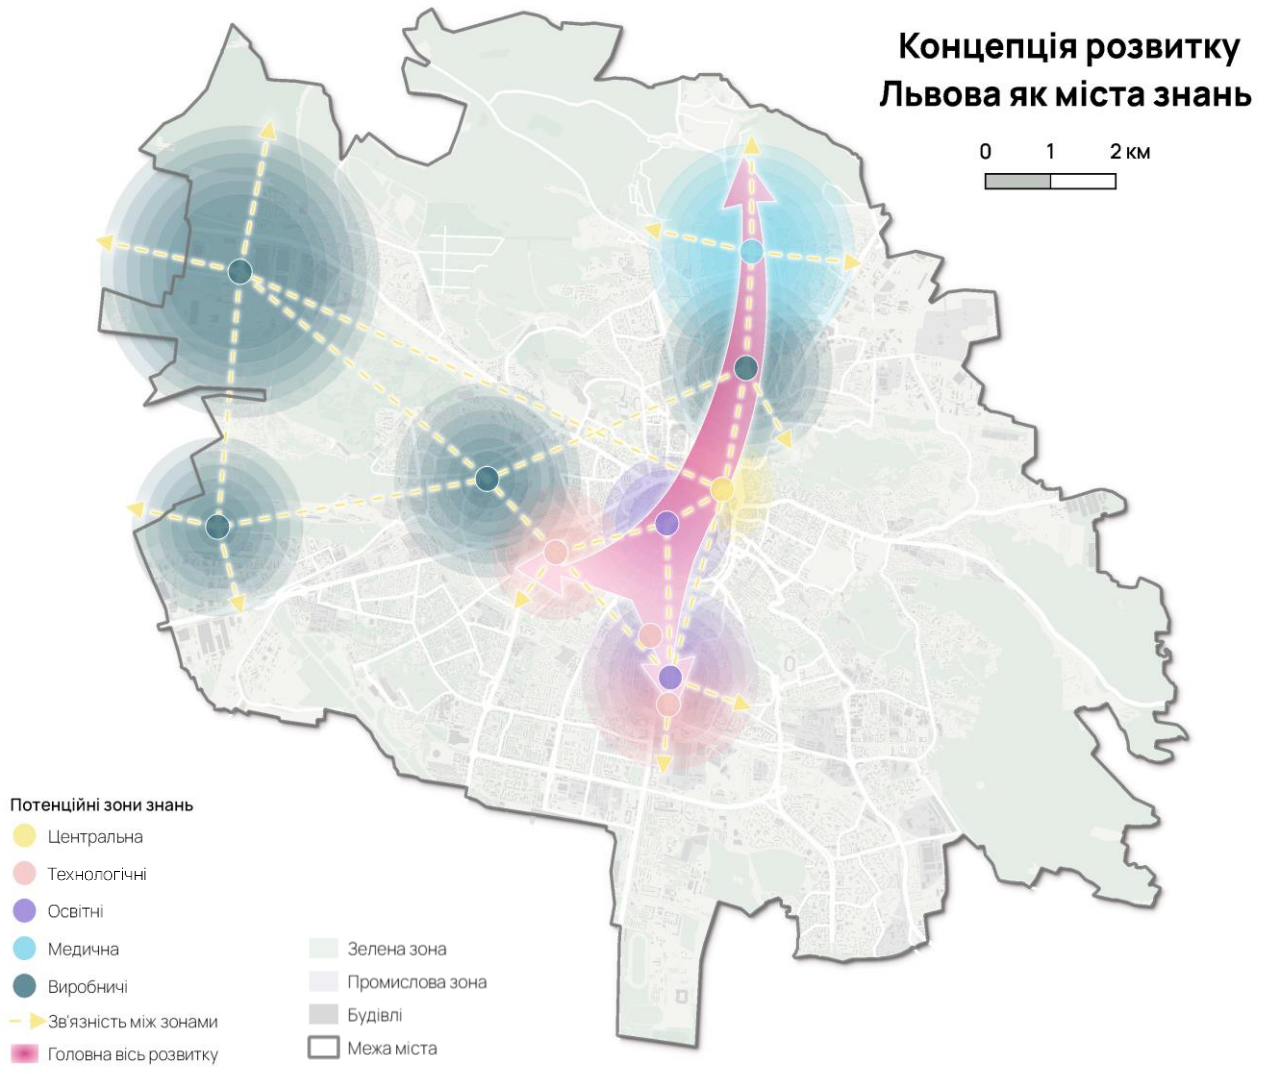 Концепція розвитку
Львова як міста знань
0 1 2 км
Потенційні зони знань
Центральна
Технологічні
Освітні
Медична
Виробничі
Зв'язність між зонами
Головна вісь розвитку
Зелена зона
Промислова зона
Будівлі
Межа міста